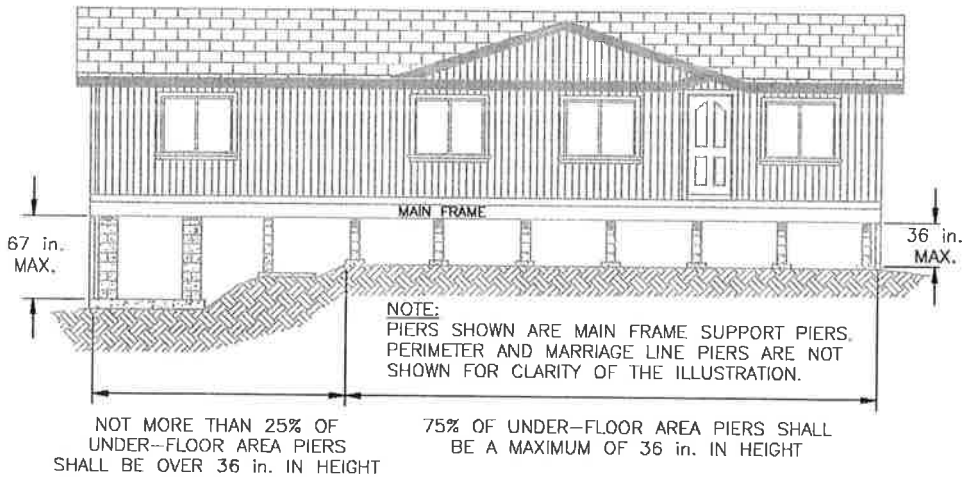 MAIN FRAME
67 in.
MAX.
36 in.
MAX.
NOTE:
PIERS SHOWN ARE MAIN FRAME SUPPORT PIERS.
PERIMETER AND MARRIAGE LINE PIERS ARE NOT
SHOWN FOR CLARITY OF THE ILLUSTRATION.
NOT MORE THAN 25% OF
UNDER-FLOOR AREA PIERS
SHALL BE OVER 36 in. IN HEIGHT
75% OF UNDER-FLOOR AREA PIERS SHALL
BE A MAXIMUM OF 36 in. IN HEIGHT